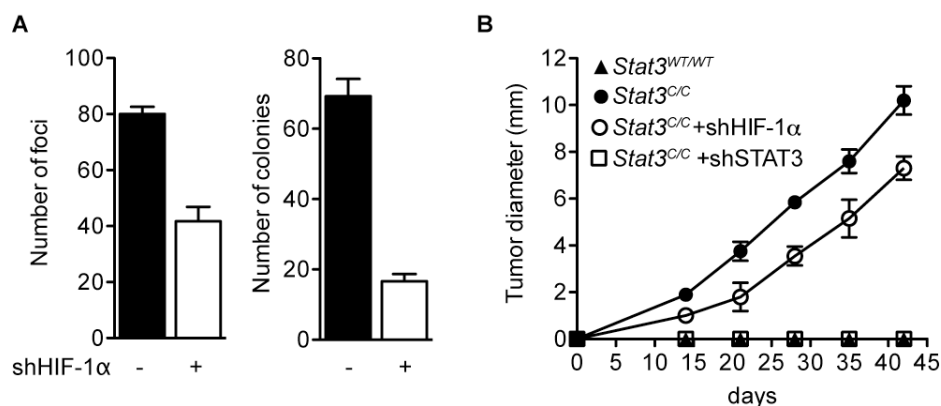 A
Number of foci
100
80
60
40
20
0
shHIF-1α - +
Number of colonies
80
60
40
20
0
- +
B
Tumor diameter (mm)
12
10
8
6
4
2
0
Stat3WT/WT
Stat3C/C
Stat3C/C +shHIF-1α
Stat3C/C +shSTAT3
0 5 10 15 20 25 30 35 40 45
days